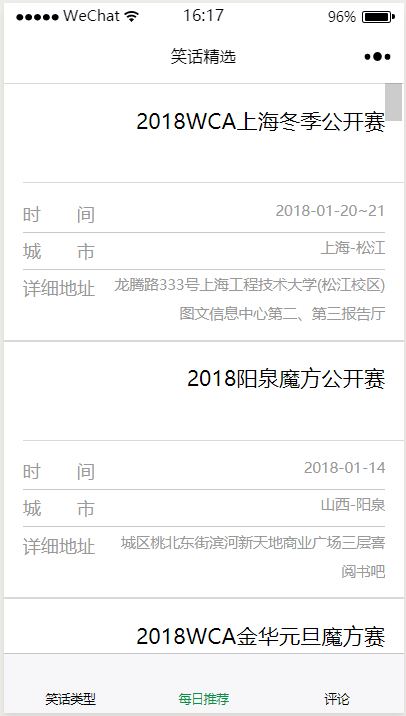 WeChat 16:17 96%
笑话精选
2018WCA上海冬季公开赛
时 间 2018-01-20~21
城 市 上海-松江
详细地址 龙腾路333号上海工程技术大学(松江校区)
图文信息中心第二、第三报告厅
2018阳泉魔方公开赛
时 间 2018-01-14
城 市 山西-阳泉
详细地址 城区桃北东街滨河新天地商业广场三层喜
阅书吧
2018WCA金华元旦魔方赛
笑话类型 每日推荐 评论